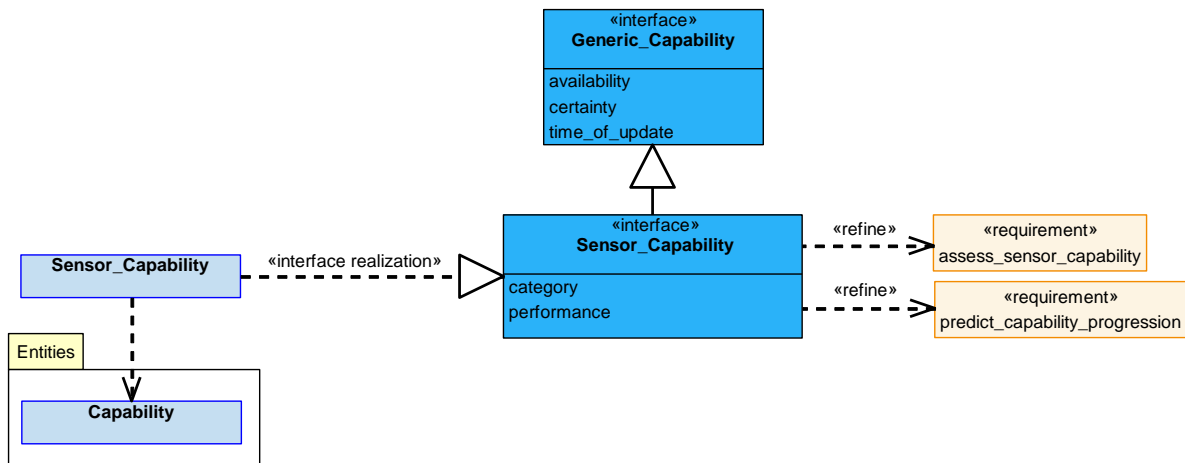 «interface»
Generic_Capability
availability
certainty
time_of_update
«interface»
Sensor_Capability
category
performance
«refine»
«requirement»
assess_sensor_capability
«refine»
«requirement»
predict_capability_progression
Sensor_Capability
«interface realization»
Entities
Capability